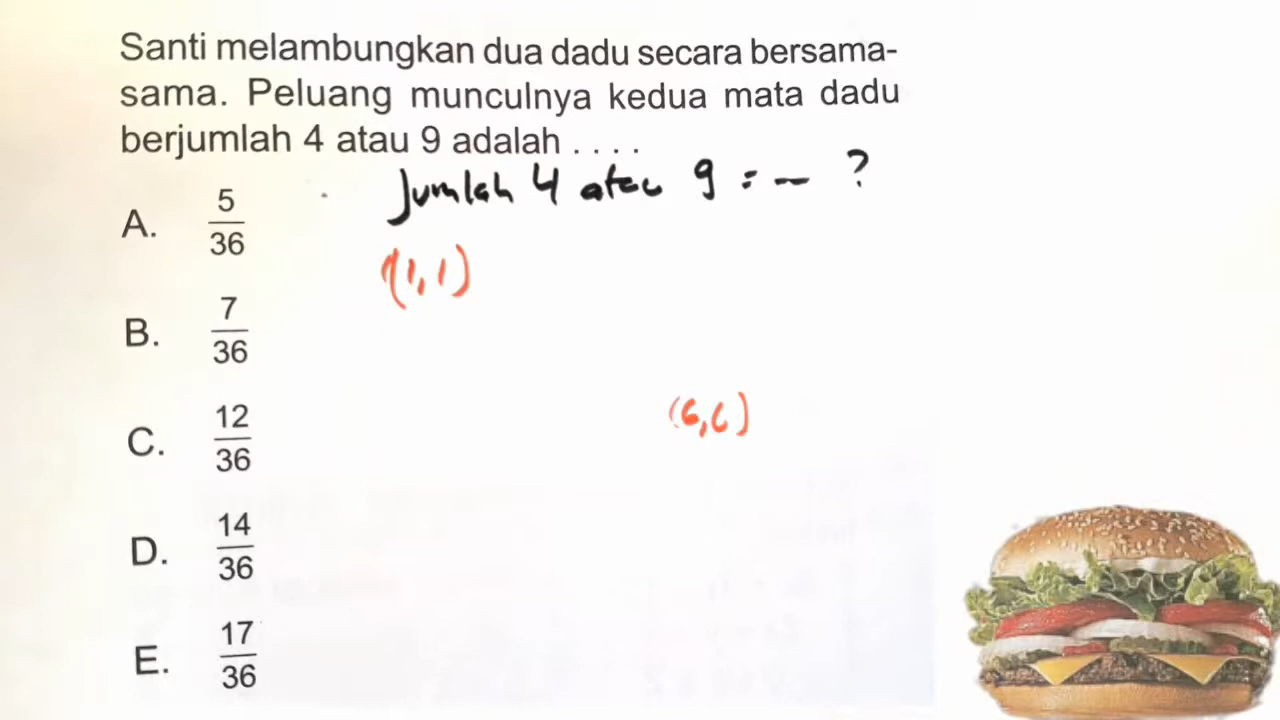 Santi melambungkan dua dadu secara bersama-
sama. Peluang munculnya kedua mata dadu
berjumlah 4 atau 9 adalah . . . .
Jumlah 4 atau 9 = — ?
A. 5/36
(1,1)
B. 7/36
(6,6)
C. 12/36
D. 14/36
E. 17/36